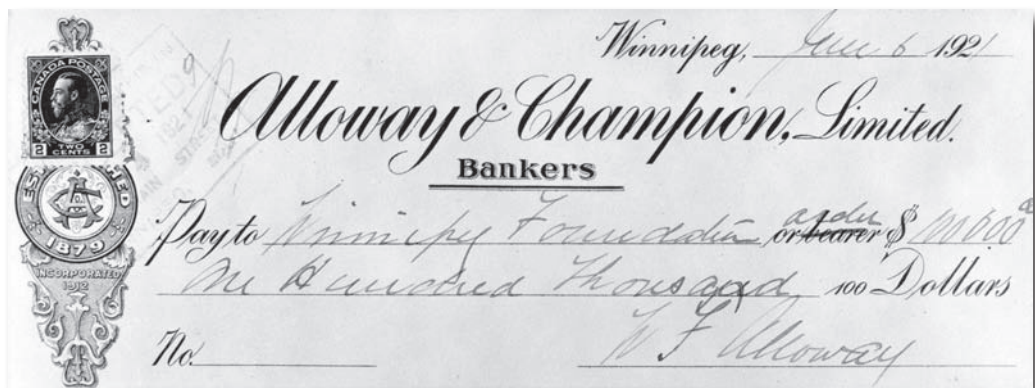 Winnipeg, June 6 1921
CANADA POSTAGE
2 TWO CENTS 2
Alloway & Champion, Limited.
Bankers
ESTABLISHED
1879
INCORPORATED
1912
order
Pay to Winnipeg Foundation or bearer $ 100,000
One Hundred Thousand 100 Dollars
No.
W F Alloway